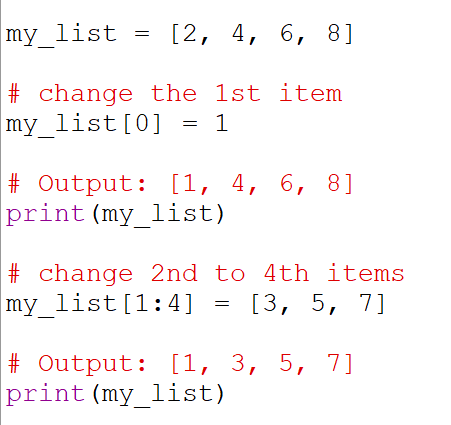 my_list = [2, 4, 6, 8]
# change the 1st item
my_list[0] = 1
# Output: [1, 4, 6, 8]
print(my_list)
# change 2nd to 4th items
my_list[1:4] = [3, 5, 7]
# Output: [1, 3, 5, 7]
print(my_list)